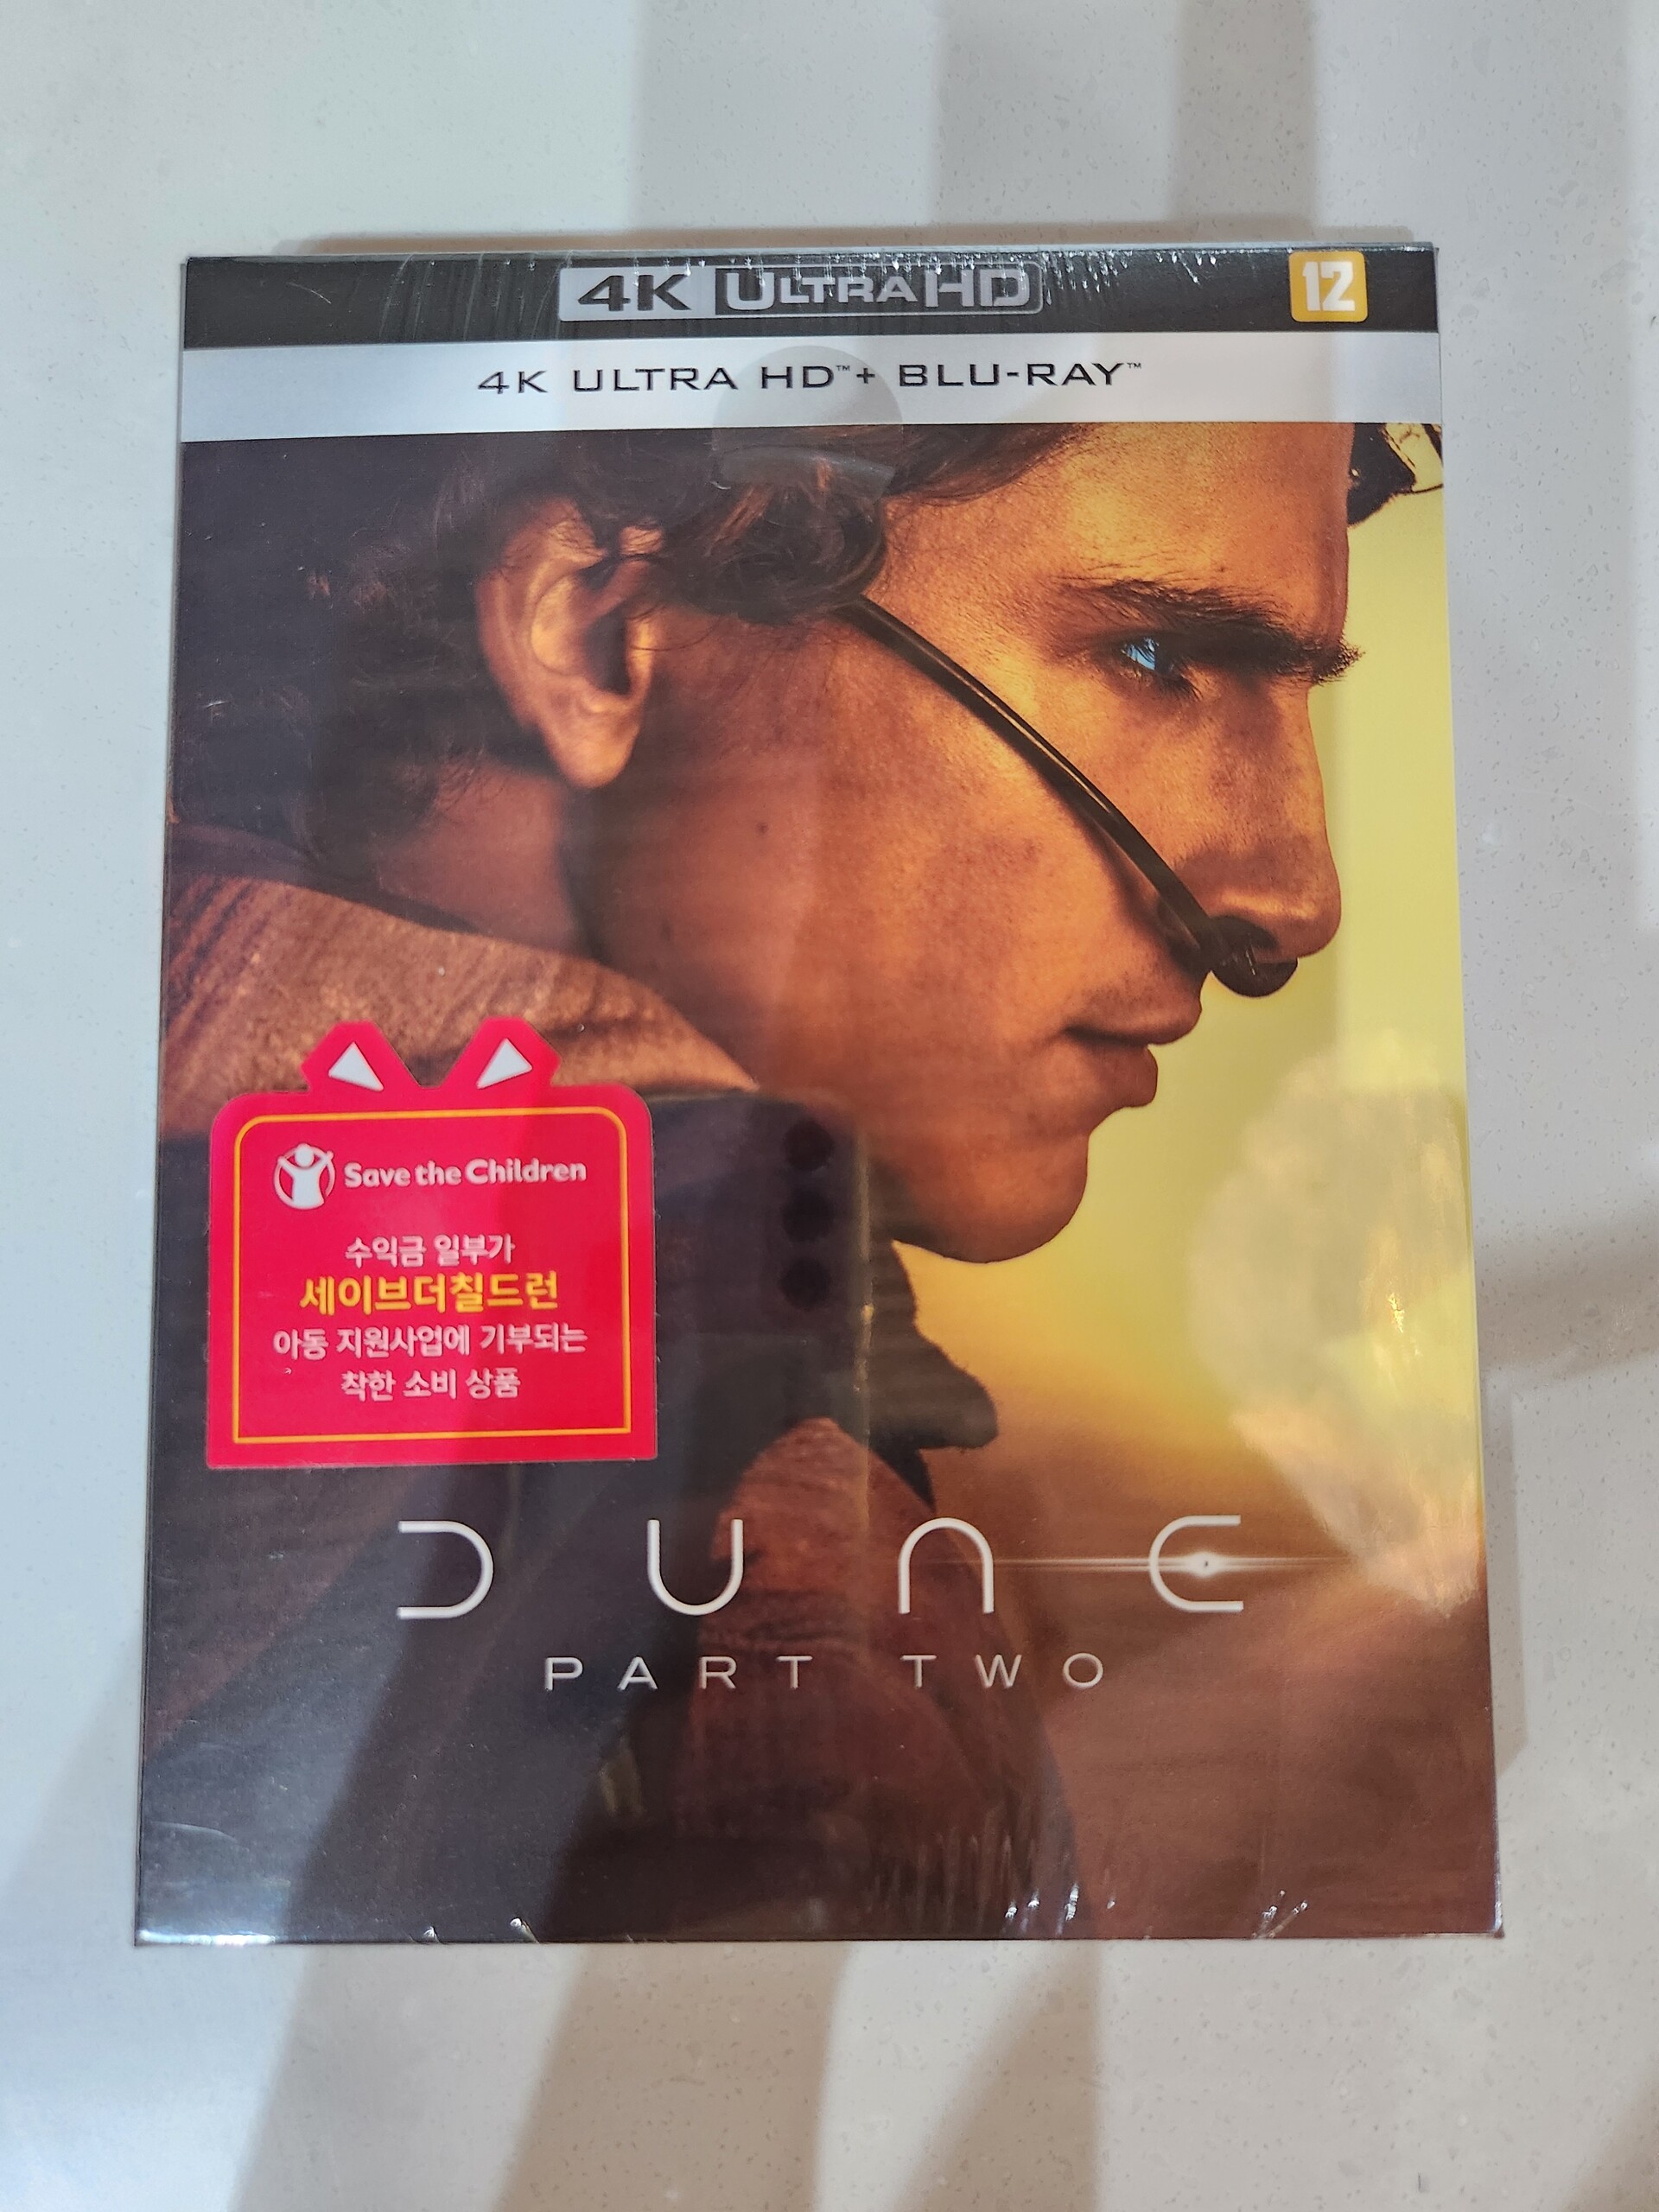 4K ULTRA HD
12
4K ULTRA HD™ + BLU-RAY™
Save the Children
수익금 일부가
세이브더칠드런
아동 지원사업에 기부되는
착한 소비 상품
DUNE
PART TWO